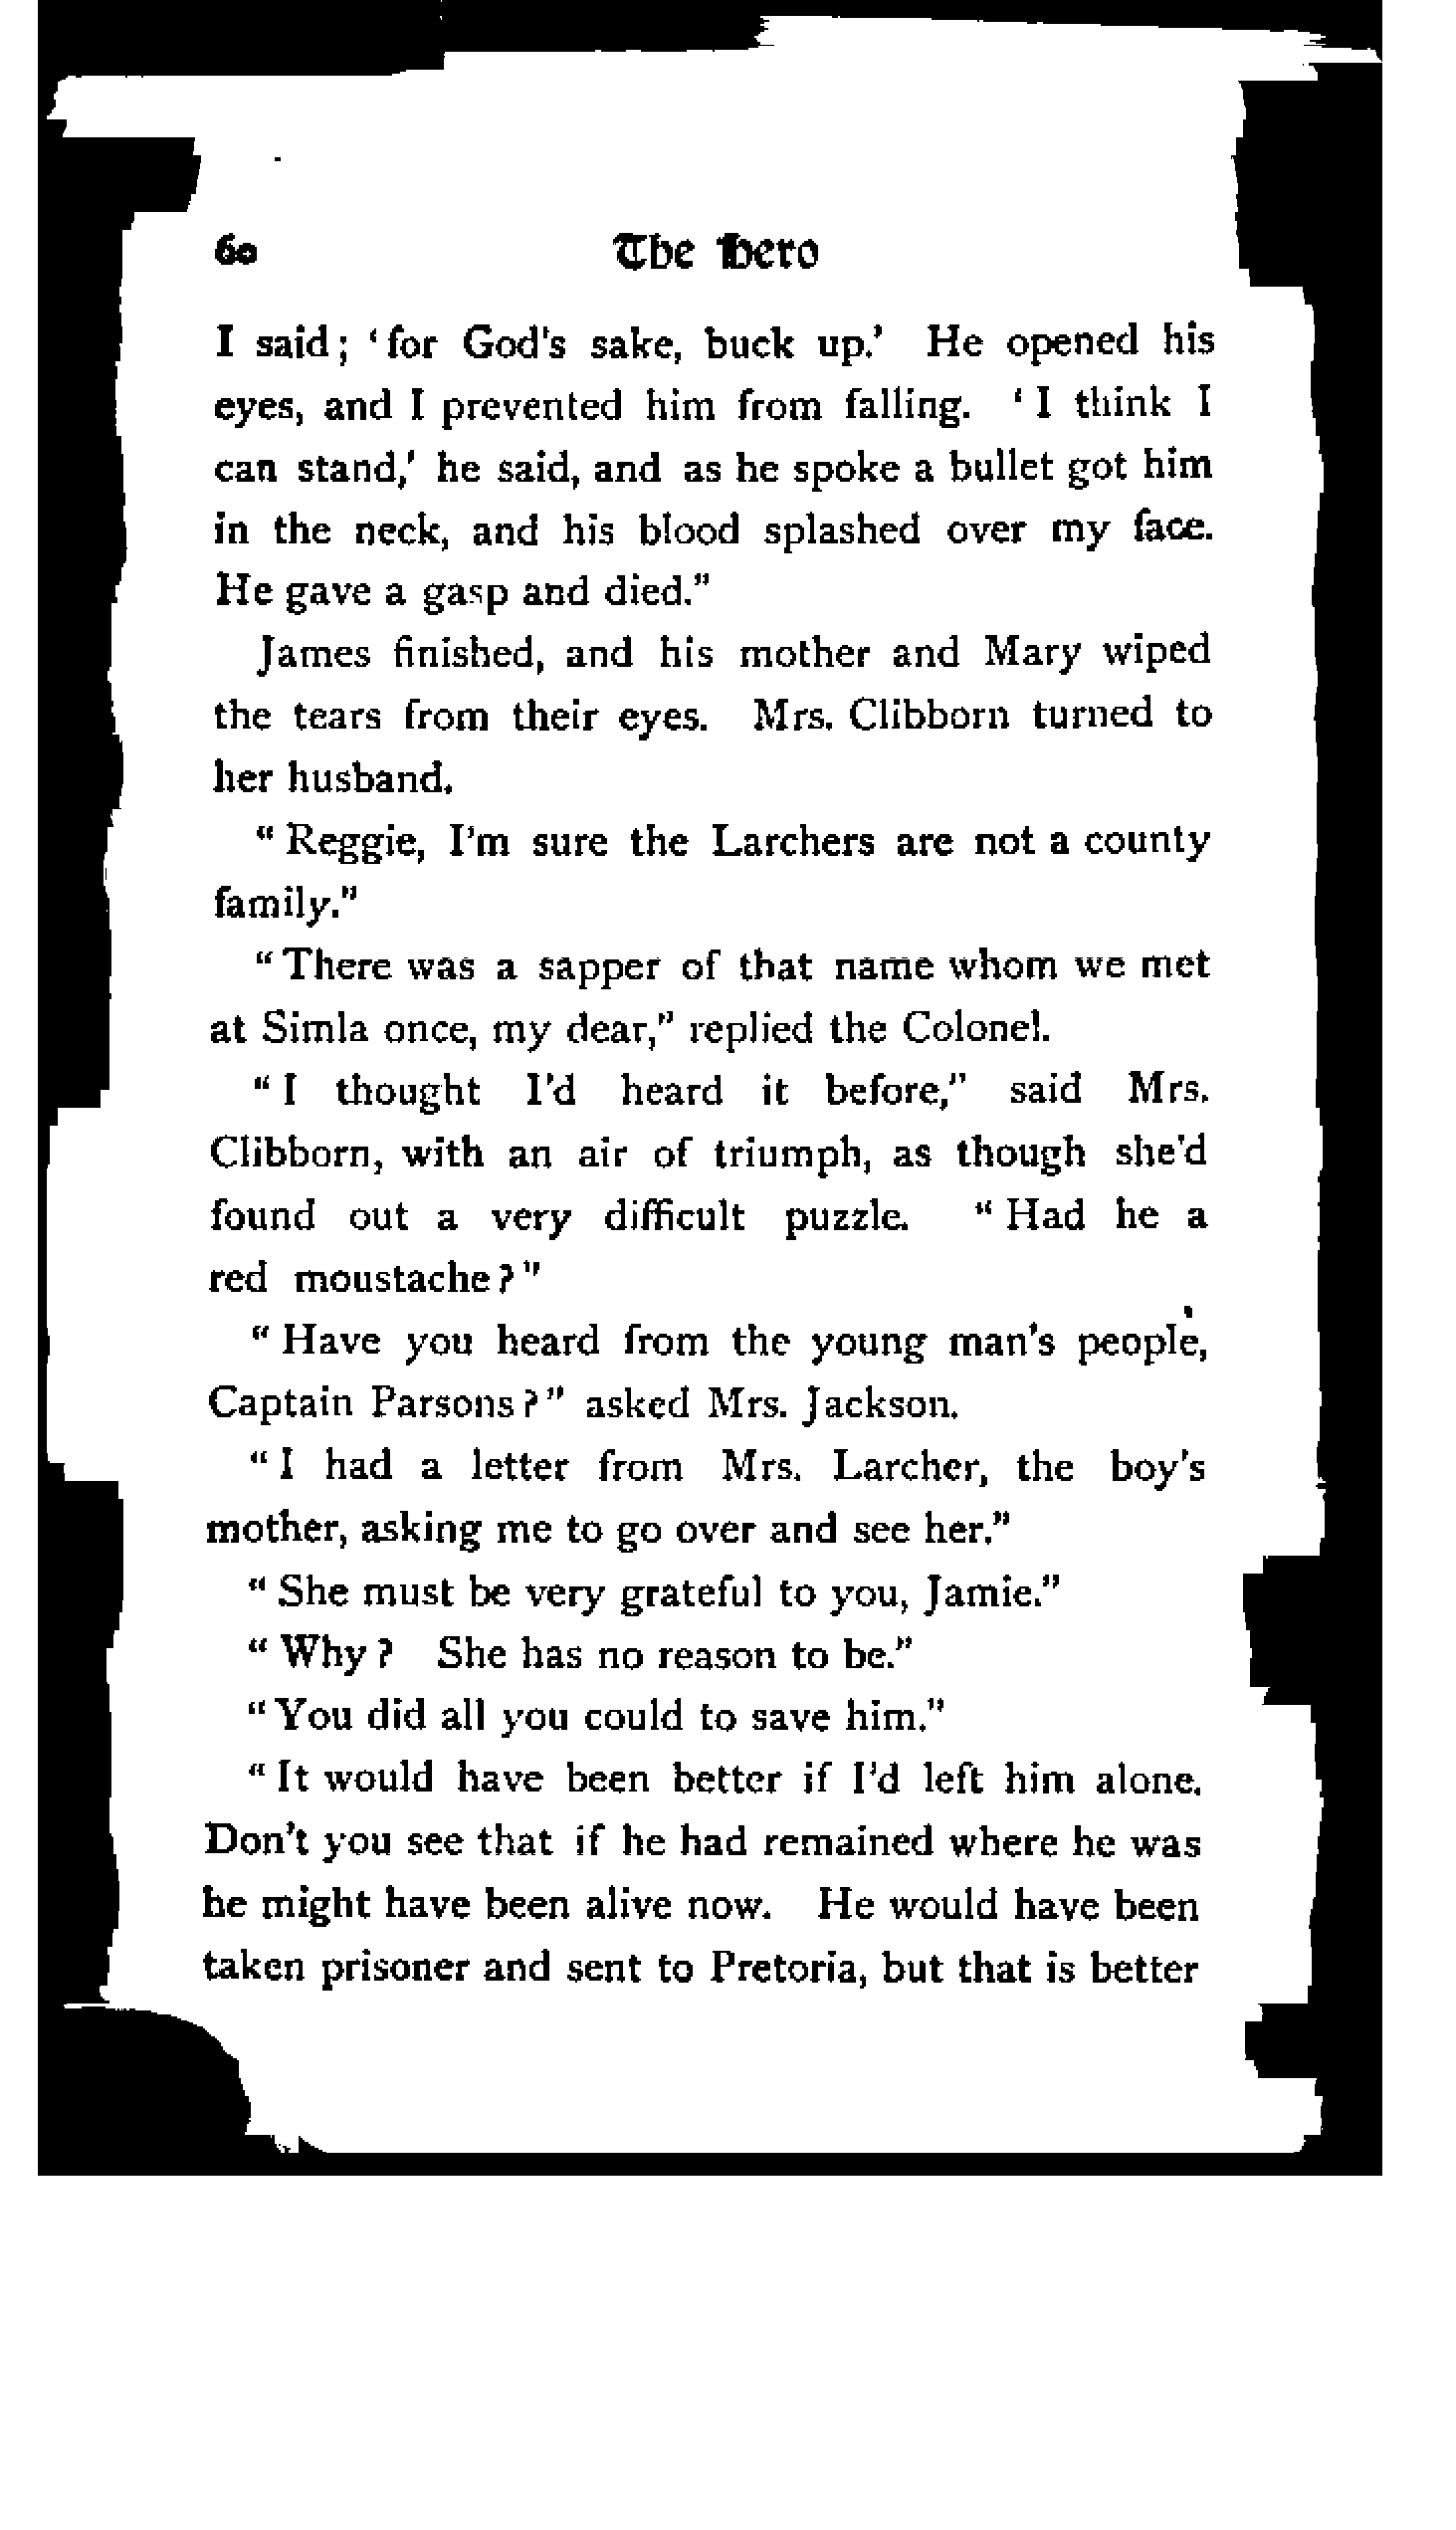 60 The Hero
I said; ‘for God's sake, buck up.’ He opened his
eyes, and I prevented him from falling. ‘I think I
can stand,’ he said, and as he spoke a bullet got him
in the neck, and his blood splashed over my face.
He gave a gasp and died.”
James finished, and his mother and Mary wiped
the tears from their eyes. Mrs. Clibborn turned to
her husband.
“Reggie, I’m sure the Larchers are not a county
family.”
“There was a sapper of that name whom we met
at Simla once, my dear,” replied the Colonel.
“I thought I’d heard it before,” said Mrs.
Clibborn, with an air of triumph, as though she’d
found out a very difficult puzzle. “Had he a
red moustache?”
“Have you heard from the young man’s people,
Captain Parsons?” asked Mrs. Jackson.
“I had a letter from Mrs. Larcher, the boy’s
mother, asking me to go over and see her.”
“She must be very grateful to you, Jamie.”
“Why? She has no reason to be.”
“You did all you could to save him.”
“It would have been better if I’d left him alone.
Don’t you see that if he had remained where he was
he might have been alive now. He would have been
taken prisoner and sent to Pretoria, but that is better